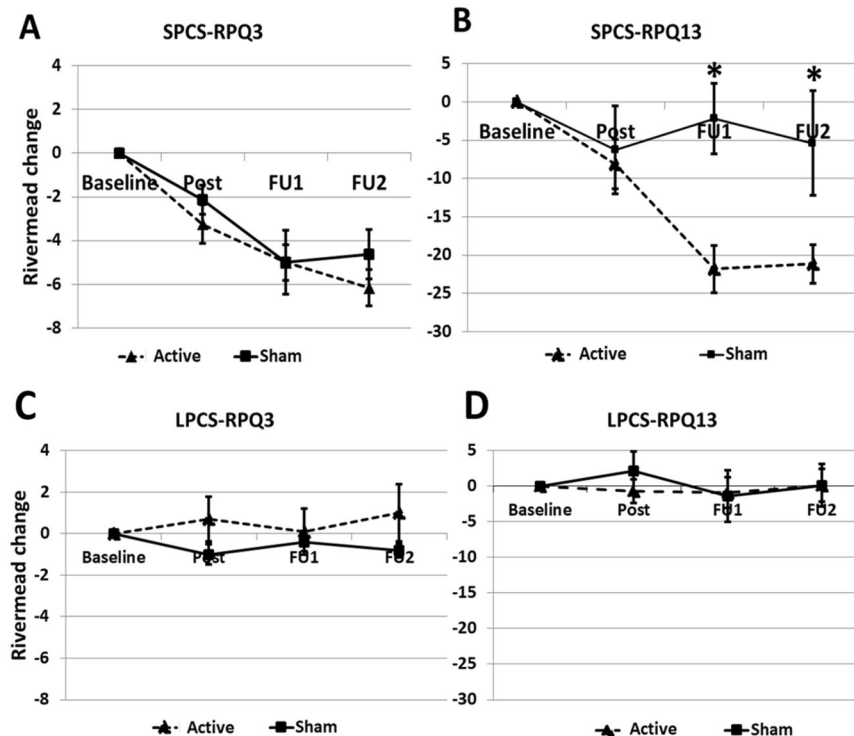 A
SPCS-RPQ3
Rivermead change
4
2
0
-2
-4
-6
-8
Baseline Post FU1 FU2
Active Sham
B
SPCS-RPQ13
5
0
-5
-10
-15
-20
-25
-30
* *
Baseline Post FU1 FU2
Active Sham
C
LPCS-RPQ3
Rivermead change
4
2
0
-2
-4
-6
-8
Baseline Post FU1 FU2
Active Sham
D
LPCS-RPQ13
5
0
-5
-10
-15
-20
-25
-30
Baseline Post FU1 FU2
Active Sham